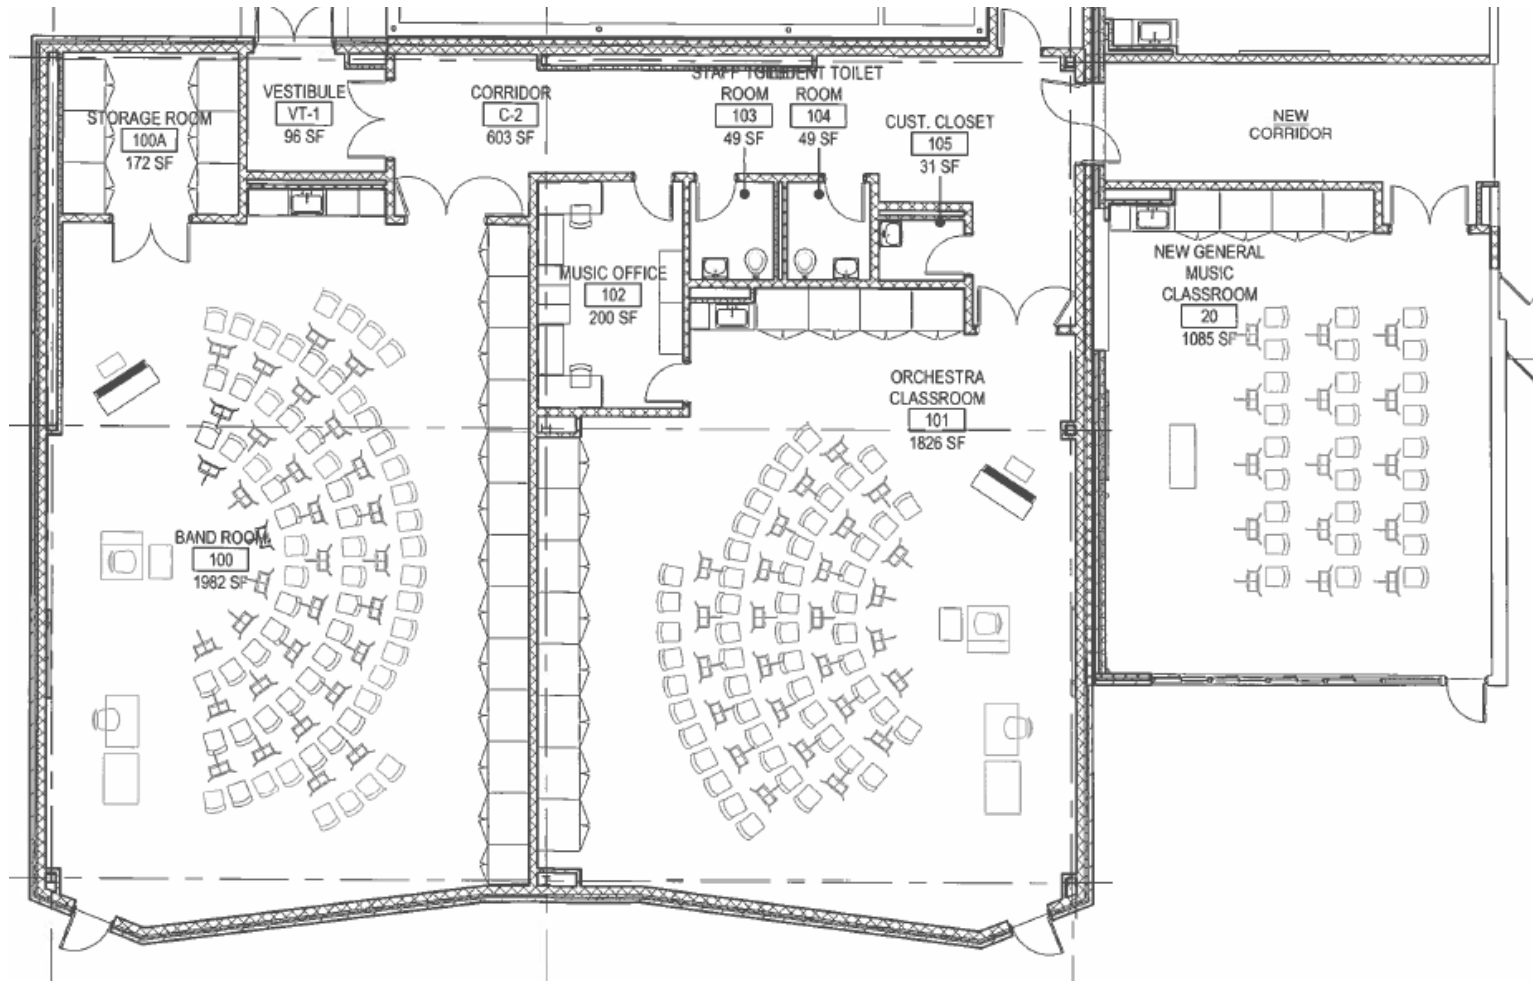 STORAGE ROOM
100A
172 SF
VESTIBULE
VT-1
96 SF
CORRIDOR
C-2
603 SF
STAFF TOILET
ROOM
103
49 SF
STUDENT TOILET
ROOM
104
49 SF
CUST. CLOSET
105
31 SF
NEW
CORRIDOR
MUSIC OFFICE
102
200 SF
NEW GENERAL
MUSIC
CLASSROOM
20
1085 SF
ORCHESTRA
CLASSROOM
101
1826 SF
BAND ROOM
100
1982 SF